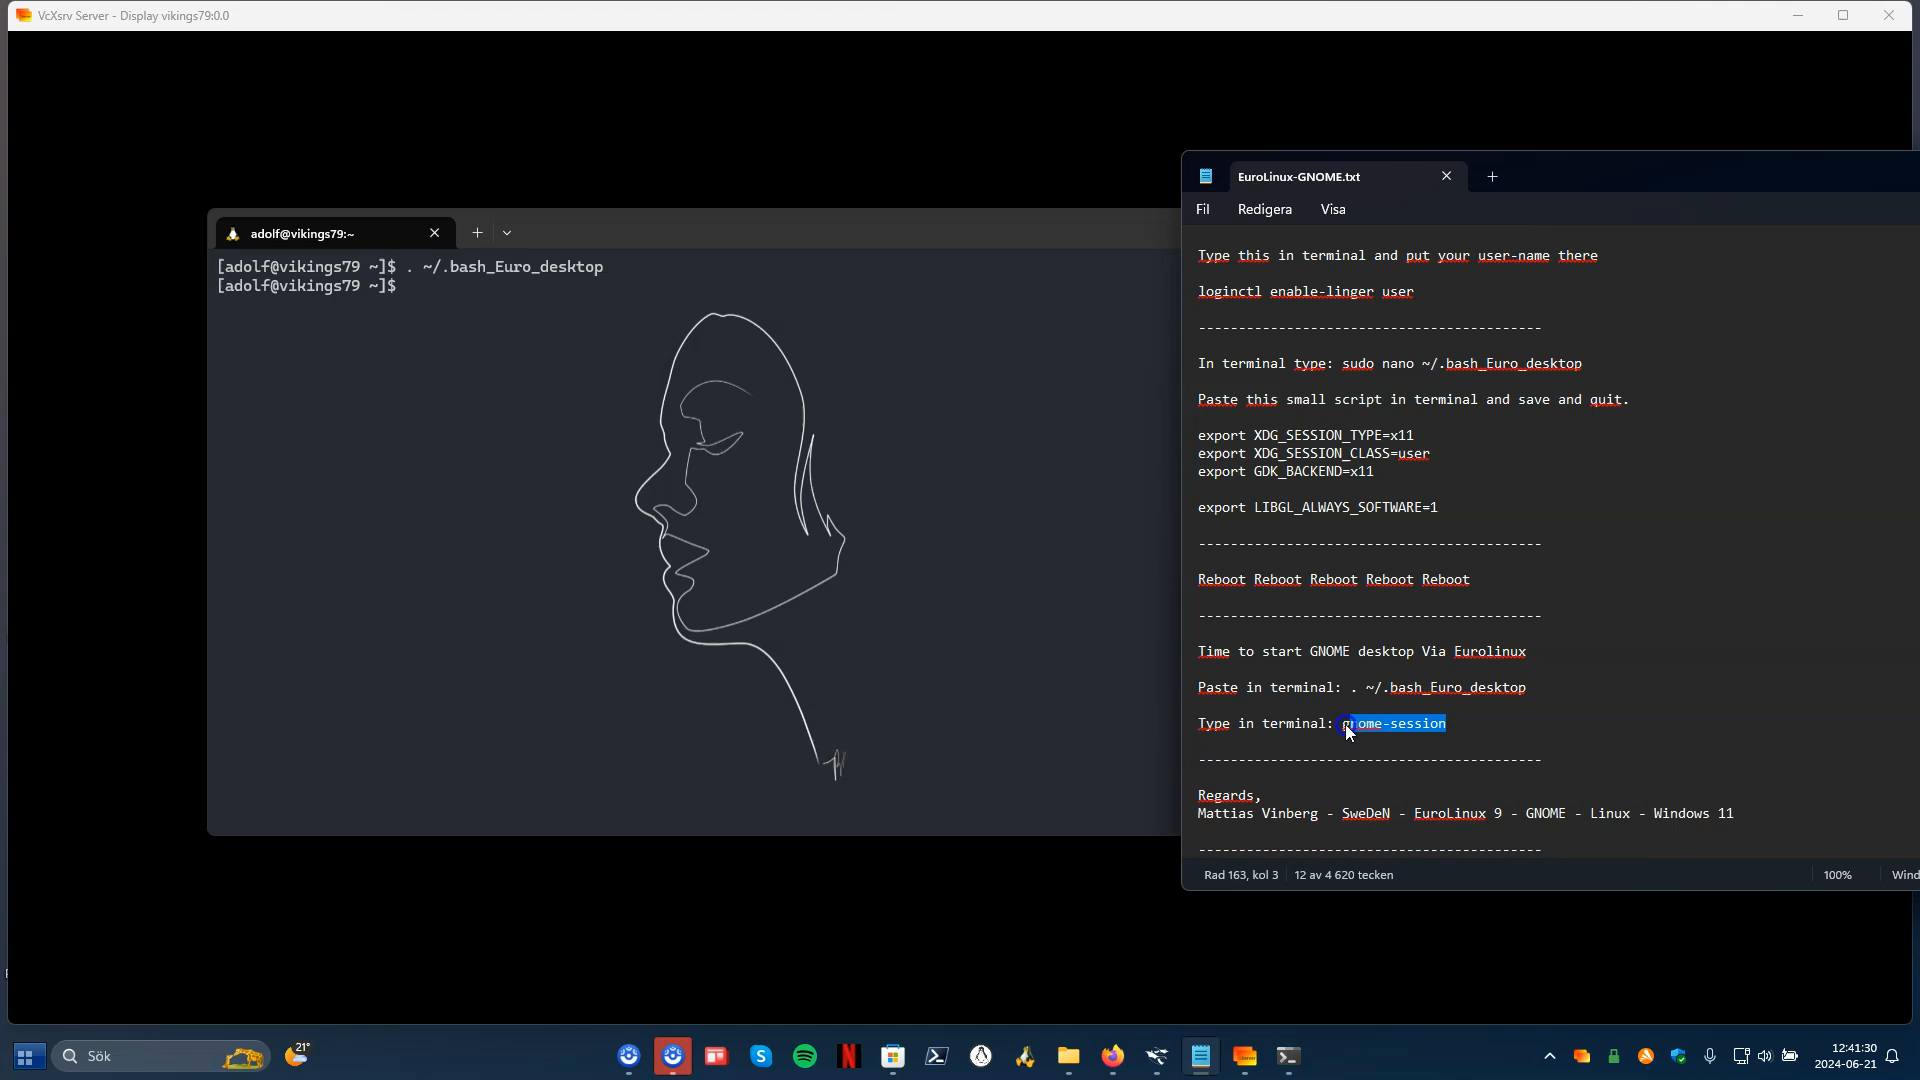 VcXsrv Server - Display vikings79:0.0
EuroLinux-GNOME.txt
Fil
Redigera
Visa
adolf@vikings79:~
[adolf@vikings79 ~]$ . ~/.bash_Euro_desktop
[adolf@vikings79 ~]$
Type this in terminal and put your user-name there
loginctl enable-linger user
-------------------------------------------
In terminal type: sudo nano ~/.bash_Euro_desktop
Paste this small script in terminal and save and quit.
export XDG_SESSION_TYPE=x11
export XDG_SESSION_CLASS=user
export GDK_BACKEND=x11
export LIBGL_ALWAYS_SOFTWARE=1
-------------------------------------------
Reboot Reboot Reboot Reboot Reboot
-------------------------------------------
Time to start GNOME desktop Via Eurolinux
Paste in terminal: . ~/.bash_Euro_desktop
Type in terminal: gnome-session
-------------------------------------------
Regards,
Mattias Vinberg - SweDeN - EuroLinux 9 - GNOME - Linux - Windows 11
-------------------------------------------
Rad 163, kol 3
12 av 4 620 tecken
100%
Wind
Sök
21°
12:41:30
2024-06-21